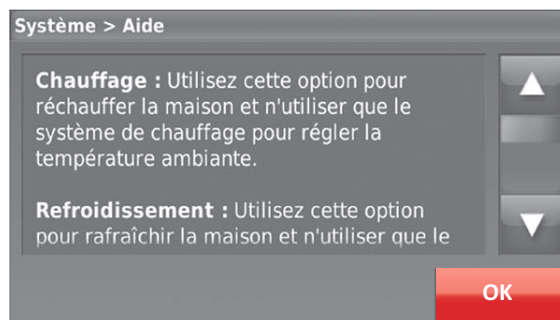 Système > Aide
Chauffage : Utilisez cette option pour
réchauffer la maison et n'utiliser que le
système de chauffage pour régler la
température ambiante.
Refroidissement : Utilisez cette option
pour rafraîchir la maison et n'utiliser que le
OK